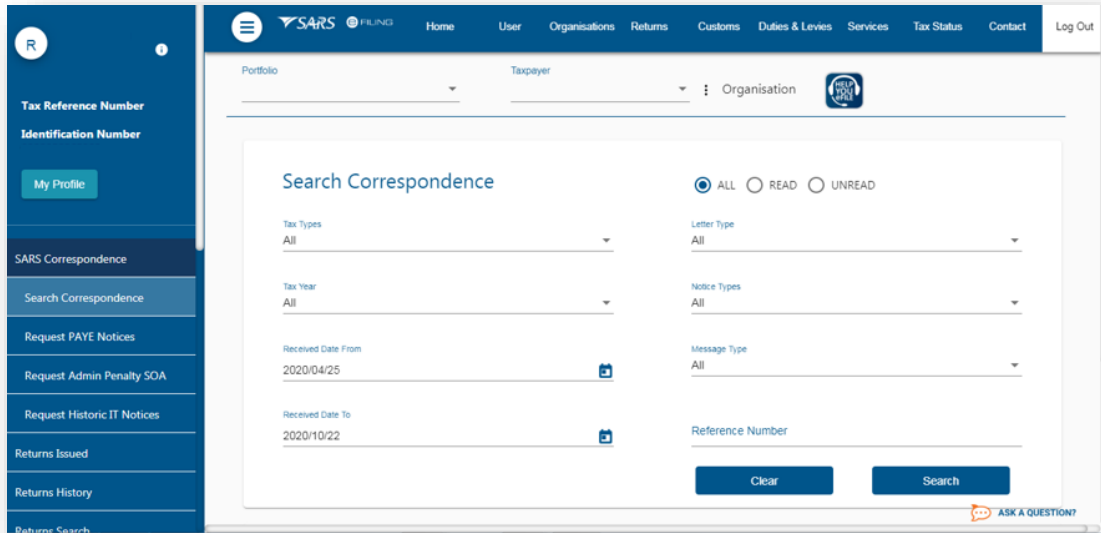 R
Tax Reference Number
Identification Number
My Profile
SARS Correspondence
Search Correspondence
Request PAYE Notices
Request Admin Penalty SOA
Request Historic IT Notices
Returns Issued
Returns History
Returns Search
SARS eFILING Home User Organisations Returns Customs Duties & Levies Services Tax Status Contact Log Out
Portfolio Taxpayer
Organisation HELP YOU eFILE
Search Correspondence ALL READ UNREAD
Tax Types Letter Type
All All
Tax Year Notice Types
All All
Received Date From Message Type
2020/04/25 All
Received Date To
2020/10/22 Reference Number
Clear Search
ASK A QUESTION?